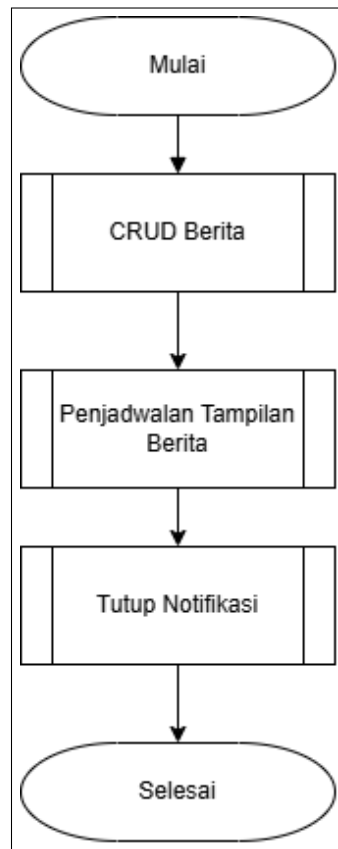 Mulai
CRUD Berita
Penjadwalan Tampilan
Berita
Tutup Notifikasi
Selesai